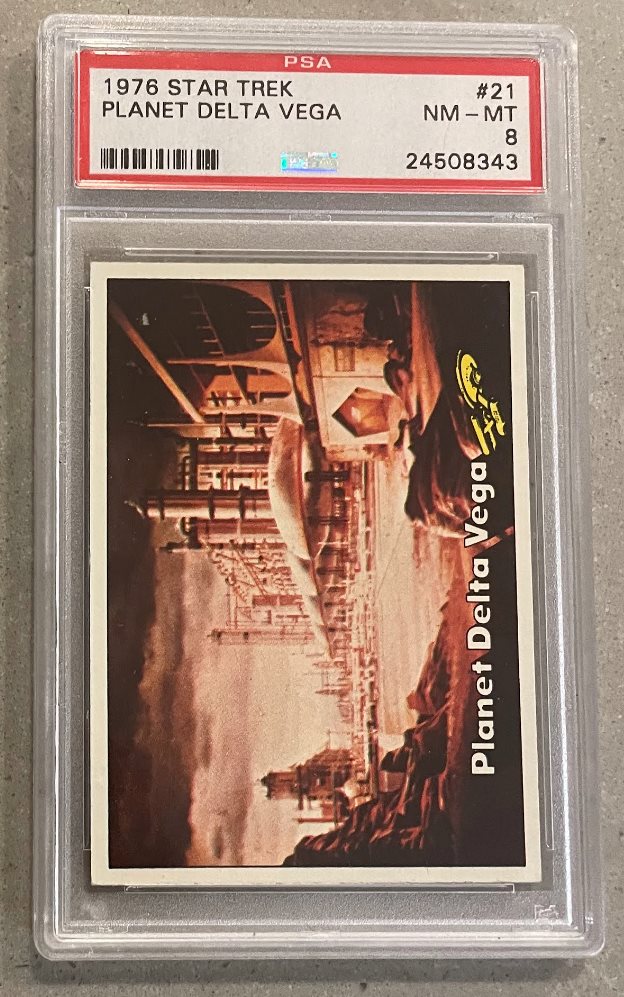 PSA
1976 STAR TREK #21
PLANET DELTA VEGA NM - MT
8
24508343
Planet Delta Vega